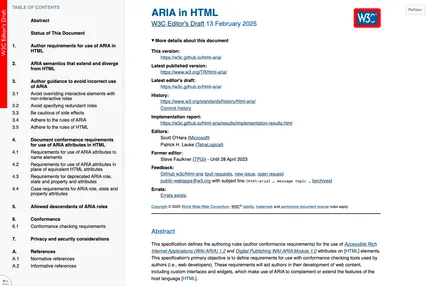 W3C Editor's Draft
TABLE OF CONTENTS
Abstract
Status of This Document
1. Author requirements for use of ARIA in
HTML
2. ARIA semantics that extend and diverge
from HTML
3. Author guidance to avoid incorrect use
of ARIA
3.1 Avoid overriding interactive elements
with non-interactive roles
3.2 Avoid specifying redundant roles
3.3 Be cautious of side effects
3.4 Adhere to the rules of ARIA
3.5 Adhere to the rules of HTML
4. Document conformance requirements
for use of ARIA attributes in HTML
4.1 Requirements for use of ARIA attributes to
name elements
4.2 Requirements for use of ARIA attributes in
place of equivalent HTML attributes
4.3 Requirements for deprecated ARIA role,
state and property and attributes
4.4 Case requirements for ARIA role, state and
property attributes
5. Allowed descendants of ARIA roles
6. Conformance
6.1 Conformance checking requirements
7. Privacy and security considerations
A. References
A.1 Normative references
A.2 Informative references
ReSpec
W3C
ARIA in HTML
W3C Editor's Draft 13 February 2025
▼ More details about this document
This version:
https://w3c.github.io/html-aria/
Latest published version:
https://www.w3.org/TR/html-aria/
Latest editor's draft:
https://w3c.github.io/html-aria/
History:
https://www.w3.org/standards/history/html-aria/
Commit history
Implementation report:
https://w3c.github.io/html-aria/results/implementation-results.html
Editors:
Scott O'Hara (Microsoft)
Patrick H. Lauke (TetraLogical)
Former editor:
Steve Faulkner (TPGi) - Until 28 April 2023
Feedback:
GitHub w3c/html-aria (pull requests, new issue, open issues)
public-webapps@w3.org with subject line [html-aria] … message topic … (archives)
Errata:
Errata exists.
Copyright © 2025 World Wide Web Consortium. W3C® liability, trademark and permissive document license rules apply.
Abstract
This specification defines the authoring rules (author conformance requirements) for the use of Accessible Rich
Internet Applications (WAI-ARIA) 1.2 and Digital Publishing WAI-ARIA Module 1.0 attributes on [HTML] elements.
This specification's primary objective is to define requirements for use with conformance checking tools used by
authors (i.e., web developers). These requirements will aid authors in their development of web content,
including custom interfaces and widgets, which make use of ARIA to complement or extend the features of the
host language [HTML].